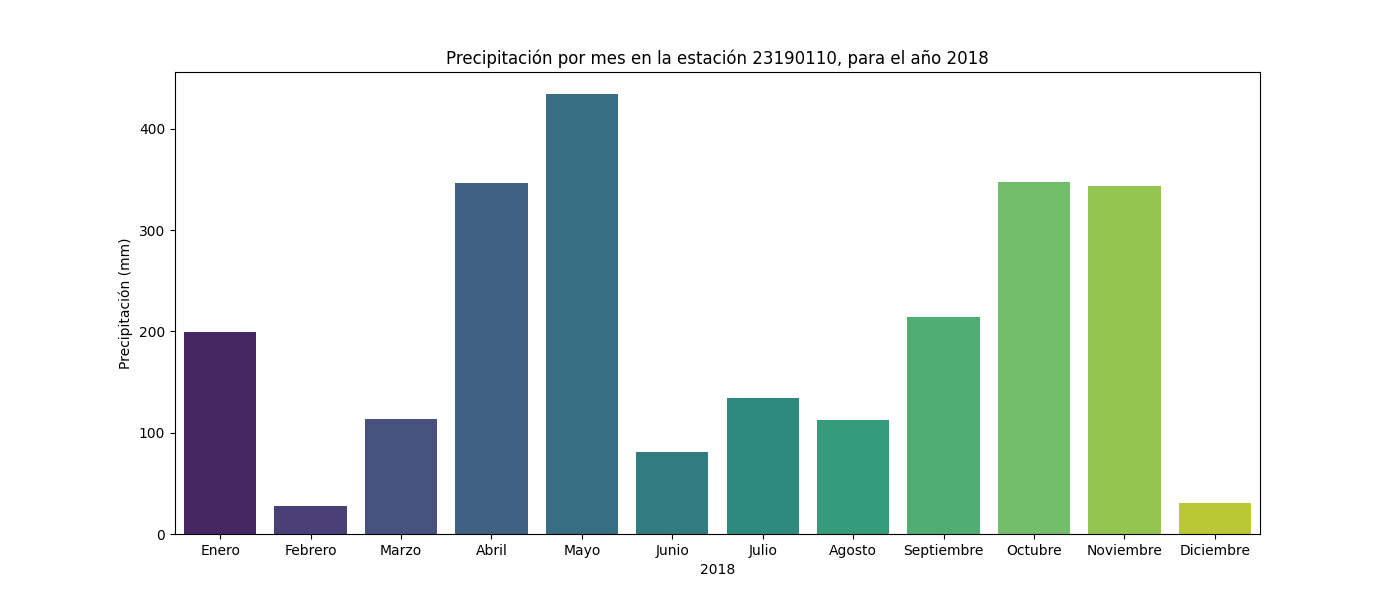 Precipitación por mes en la estación 23190110, para el año 2018
Precipitación (mm)
400
300
200
100
0
Enero Febrero Marzo Abril Mayo Junio Julio Agosto Septiembre Octubre Noviembre Diciembre
2018